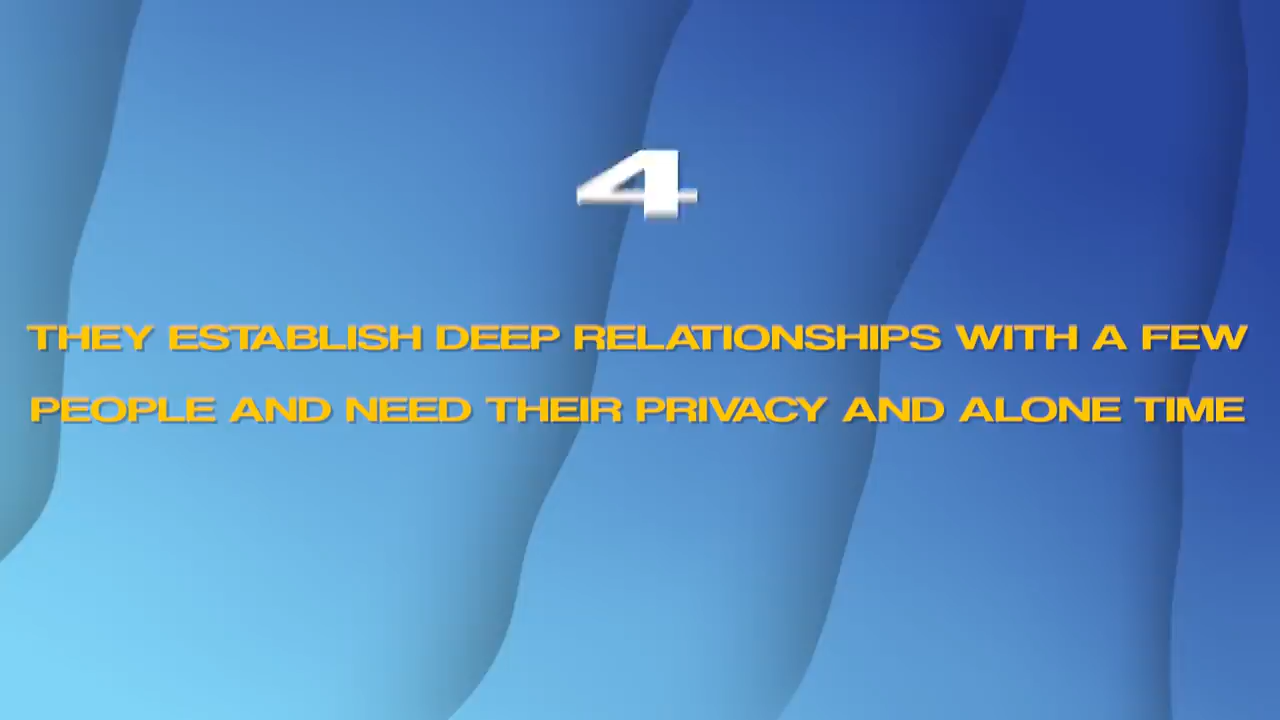 4
THEY ESTABLISH DEEP RELATIONSHIPS WITH A FEW
PEOPLE AND NEED THEIR PRIVACY AND ALONE TIME